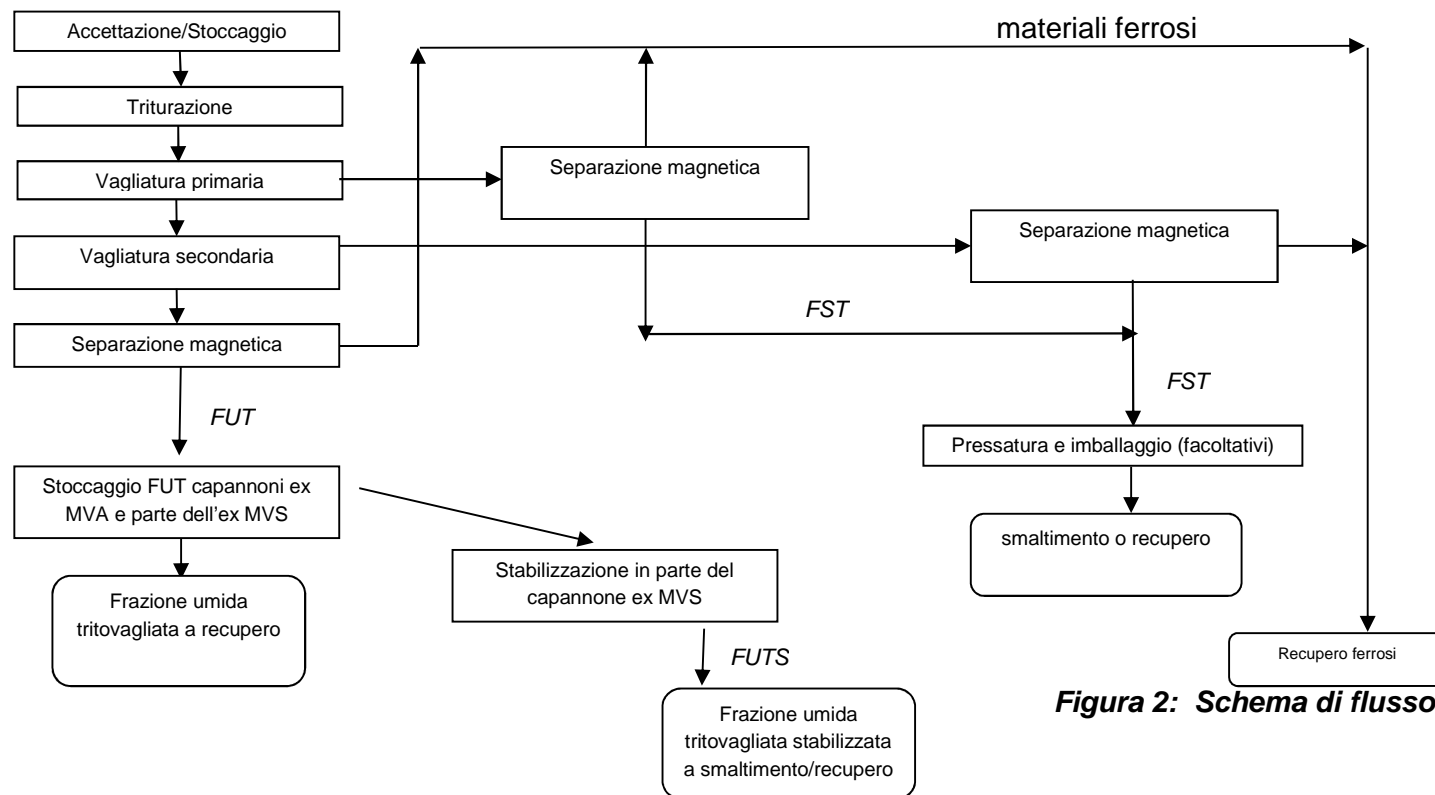 Accettazione/Stoccaggio
materiali ferrosi
Triturazione
Vagliatura primaria
Separazione magnetica
Vagliatura secondaria
Separazione magnetica
FST
Separazione magnetica
FST
FUT
Pressatura e imballaggio (facoltativi)
Stoccaggio FUT capannoni ex
MVA e parte dell'ex MVS
smaltimento o recupero
Stabilizzazione in parte del
capannone ex MVS
Frazione umida
tritovagliata a recupero
FUTS
Recupero ferrosi
Figura 2: Schema di flusso
Frazione umida
tritovagliata stabilizzata
a smaltimento/recupero